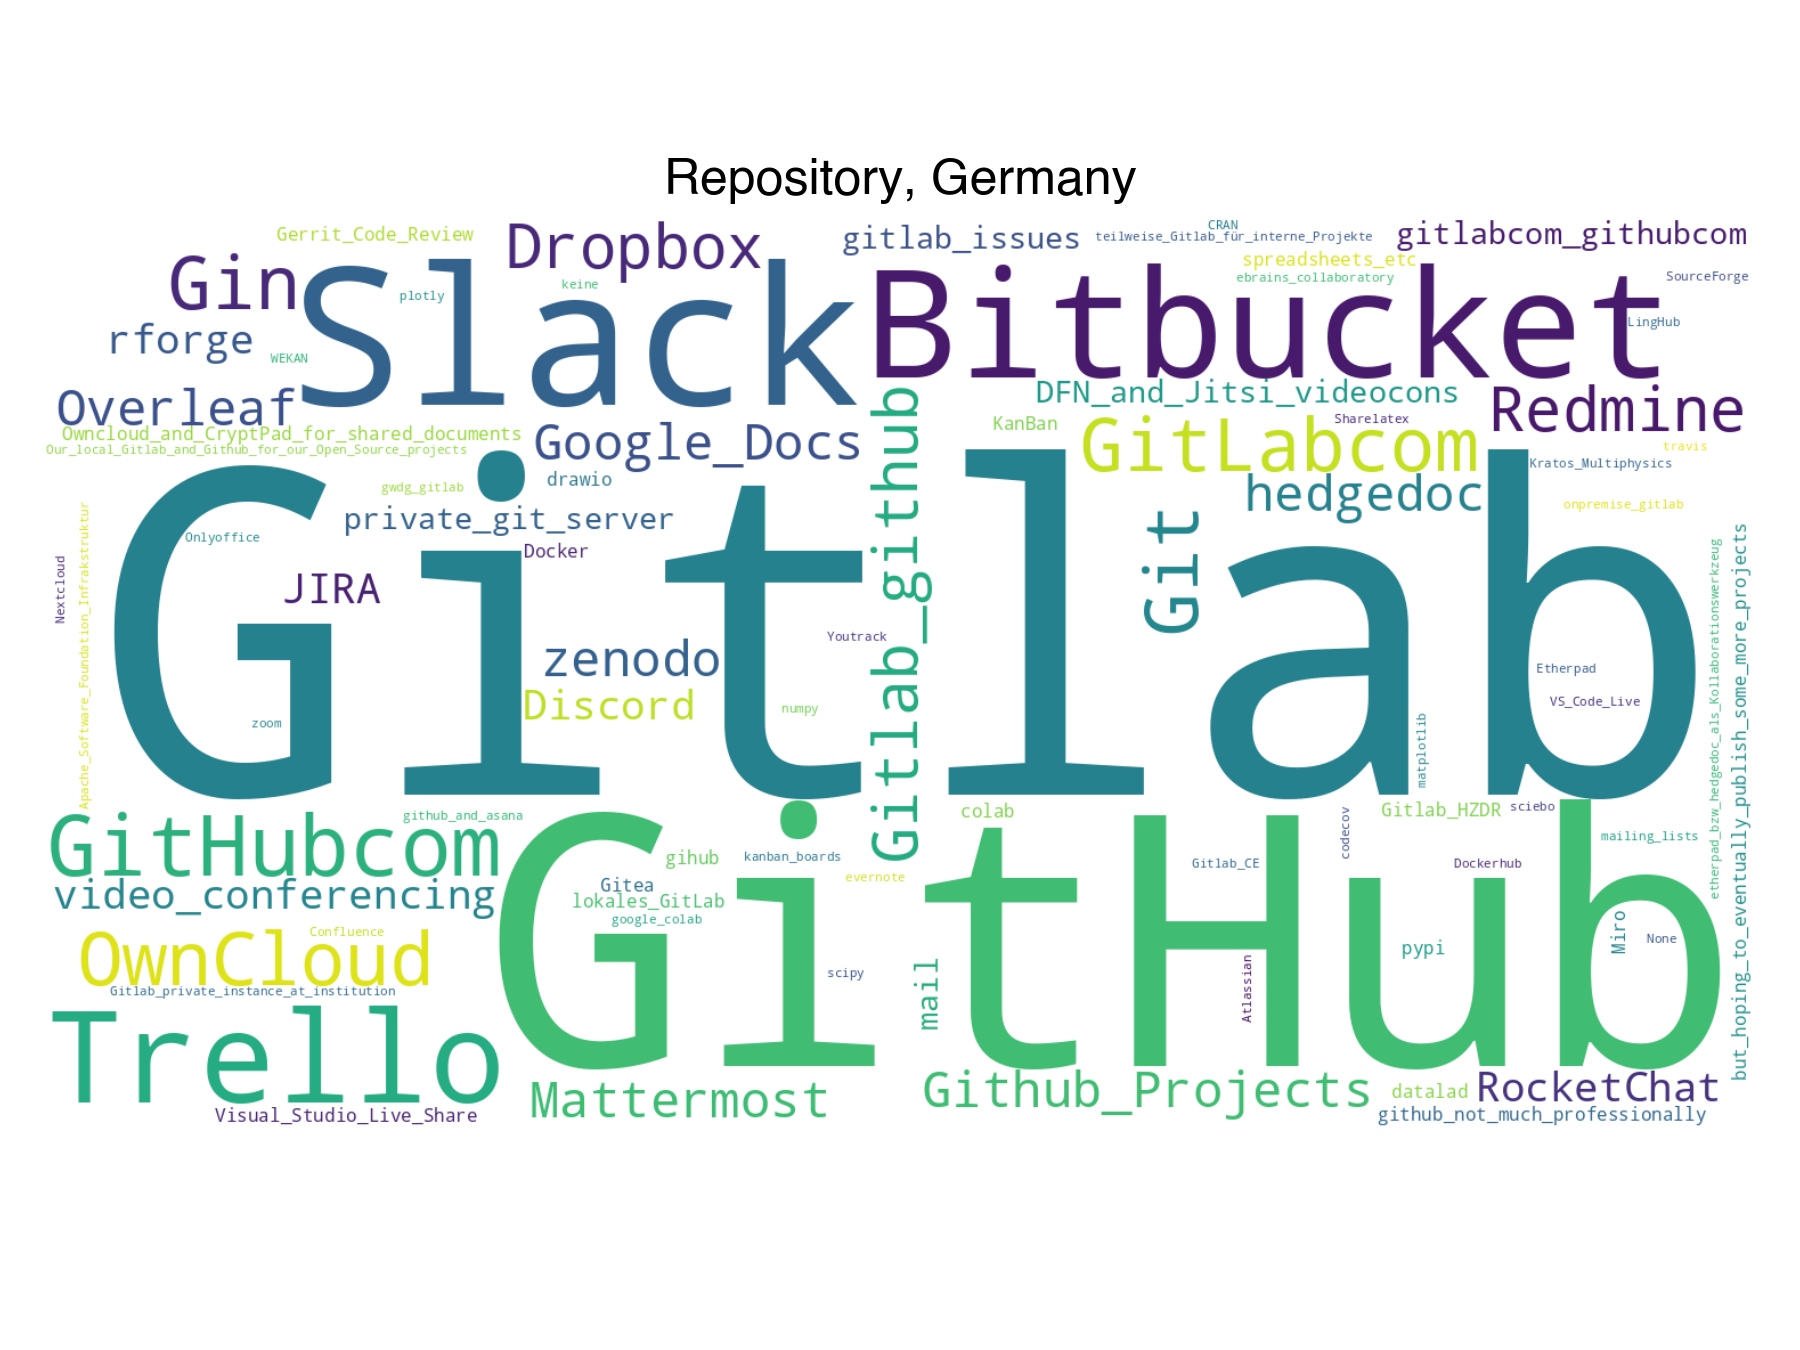 Repository, Germany
Gerrit_Code_Review
Dropbox
gitlab_issues
CRAN
teilweise_Gitlab_für_interne_Projekte
gitlabcom_githubcom
Gin
Slack
plotly
keine
Bitbucket
spreadsheets_etc
ebrains_collaboratory
SourceForge
LingHub
rforge
WEKAN
Overleaf
DFN_and_Jitsi_videocons
Redmine
Owncloud_and_CryptPad_for_shared_documents
Our_local_Gitlab_and_Github_for_our_Open_Source_projects
Google_Docs
Gitlab_github
KanBan
Sharelatex
GitLabcom
travis
Kratos_Multiphysics
gwdg_gitlab
drawio
hedgedoc
onpremise_gitlab
private_git_server
Git
Onlyoffice
Docker
Gitlab
Nextcloud
Apache_Software_Foundation_Infrakstruktur
JIRA
zenodo
Youtrack
Etherpad
VS_Code_Live
Discord
numpy
zoom
matplotlib
etherpad_bzw_hedgedoc_als_Kollaborationswerkzeug
but_hoping_to_eventually_publish_some_more_projects
GitHubcom
github_and_asana
colab
codecov
Gitlab_HZDR
sciebo
mailing_lists
gihub
kanban_boards
Gitlab_CE
Dockerhub
video_conferencing
Gitea
evernote
lokales_GitLab
google_colab
GitHub
OwnCloud
Confluence
Miro
None
pypi
scipy
mail
Atlassian
Gitlab_private_instance_at_institution
Trello
Mattermost
Github_Projects
datalad
RocketChat
Visual_Studio_Live_Share
github_not_much_professionally